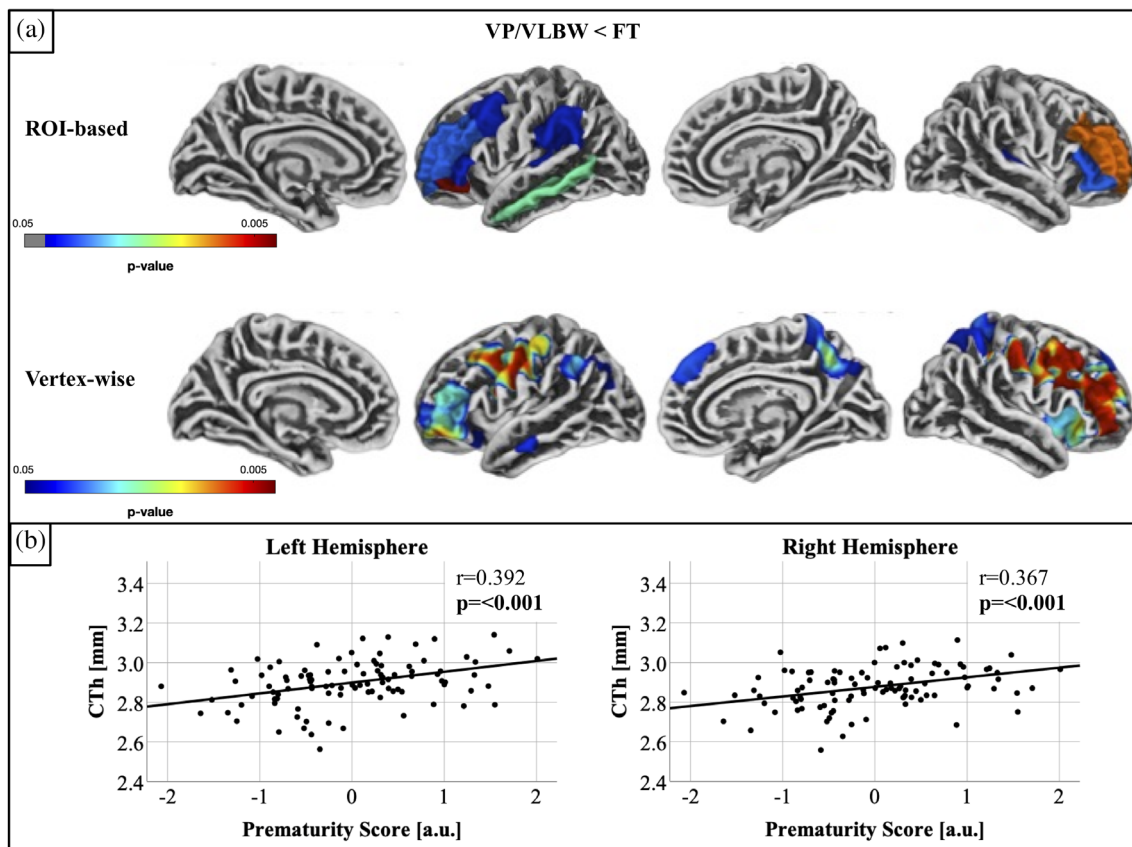 (a)
VP/VLBW < FT
ROI-based
0.05 0.005
p-value
Vertex-wise
0.05 0.005
p-value
(b)
Left Hemisphere
r=0.392
p=<0.001
CTh [mm]
3.4
3.2
3.0
2.8
2.6
2.4
-2 -1 0 1 2
Prematurity Score [a.u.]
Right Hemisphere
r=0.367
p=<0.001
CTh [mm]
3.4
3.2
3.0
2.8
2.6
2.4
-2 -1 0 1 2
Prematurity Score [a.u.]